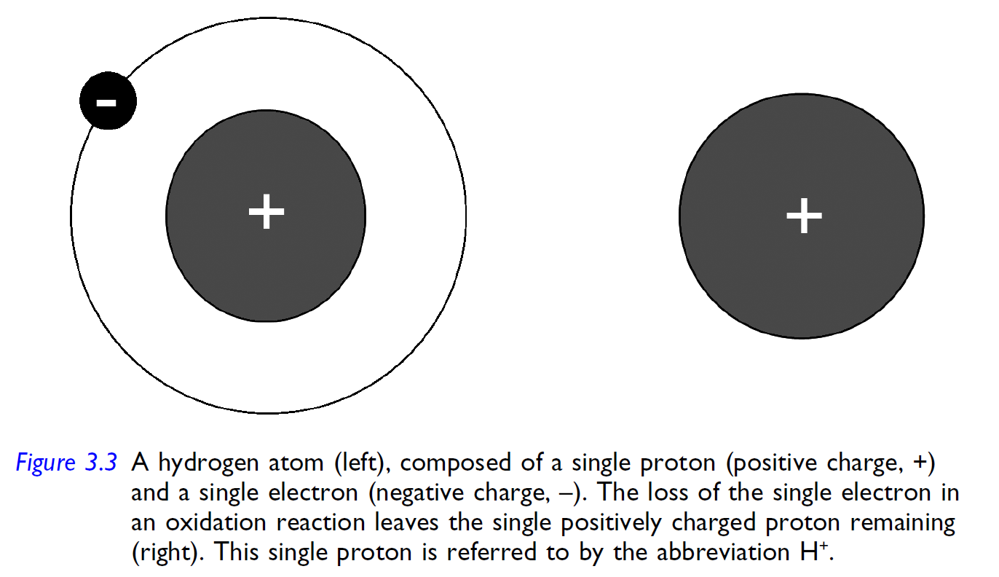 -
+
+
Figure 3.3 A hydrogen atom (left), composed of a single proton (positive charge, +)
and a single electron (negative charge, –). The loss of the single electron in
an oxidation reaction leaves the single positively charged proton remaining
(right). This single proton is referred to by the abbreviation H⁺.